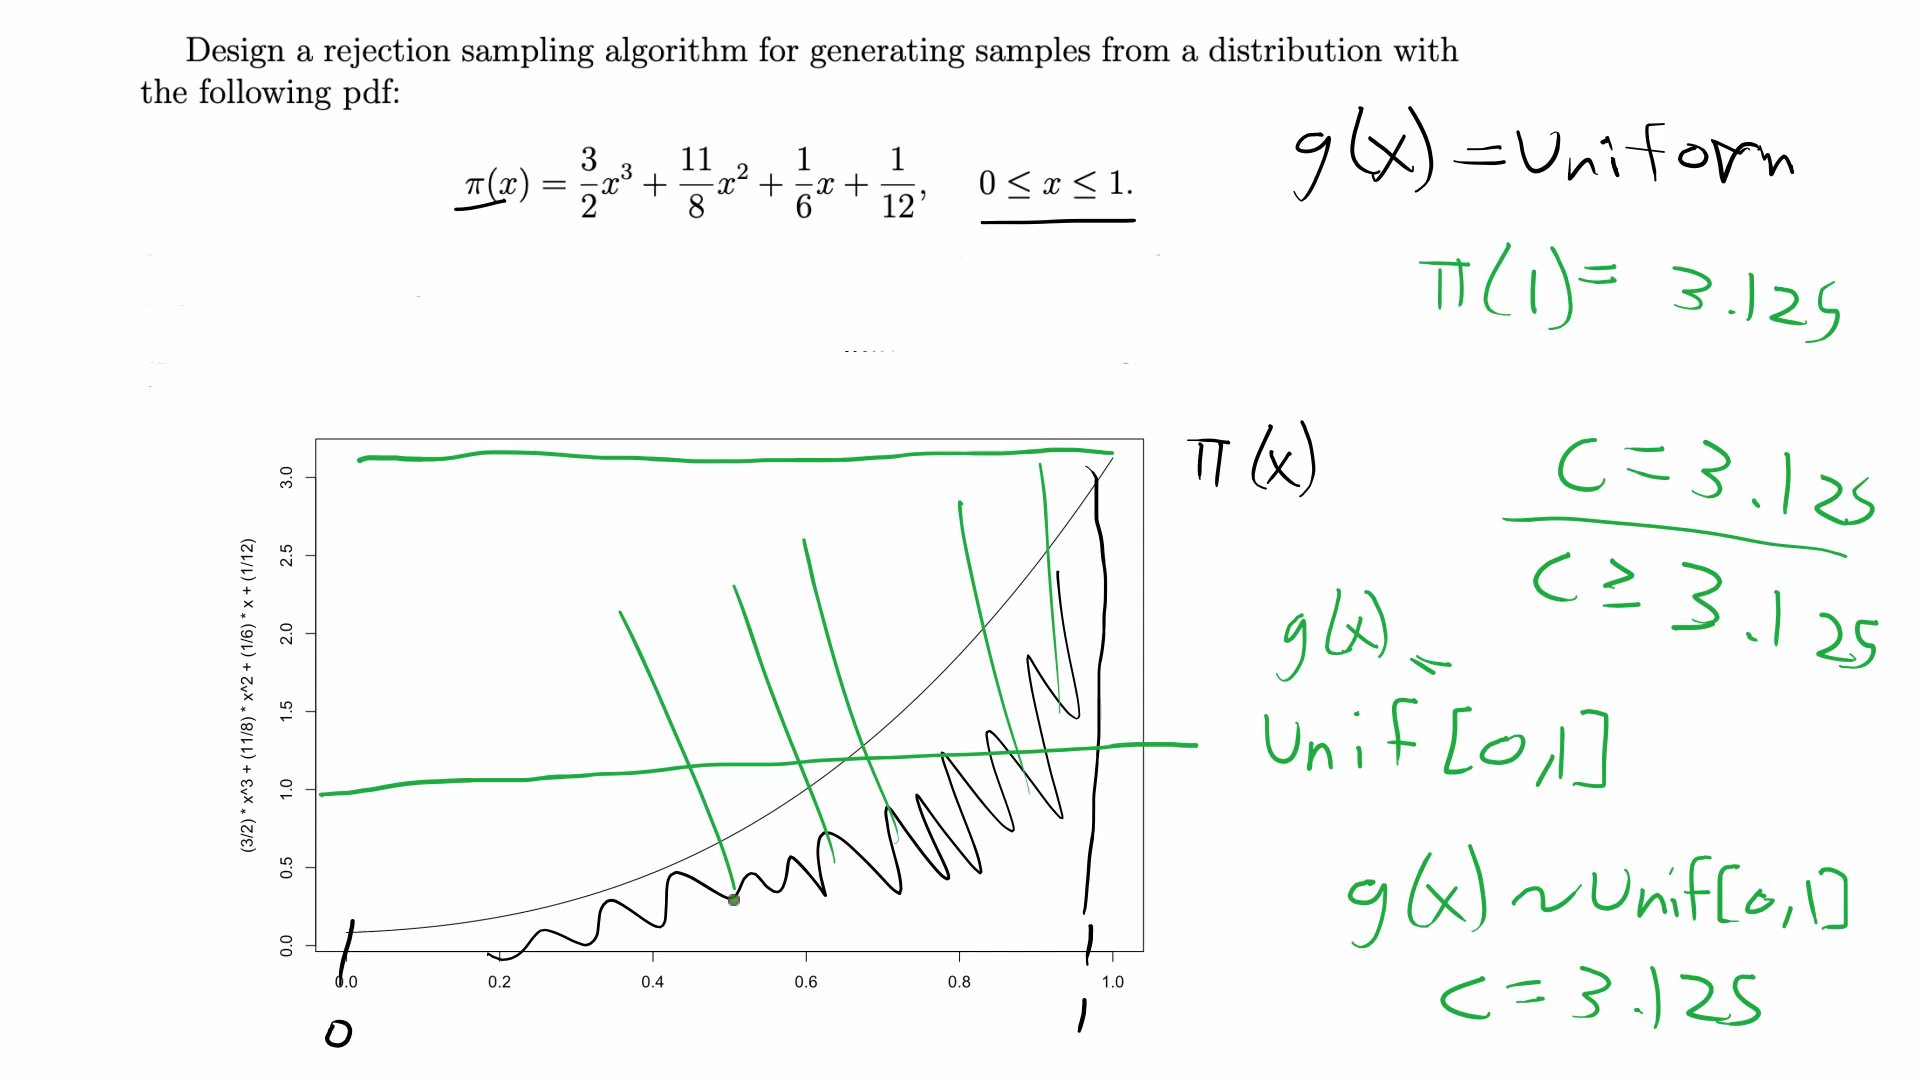 Design a rejection sampling algorithm for generating samples from a distribution with
the following pdf:
π(x) = 3/2 x³ + 11/8 x² + 1/6 x + 1/12, 0 ≤ x ≤ 1.
g(x) = Uniform
π(1) = 3.125
π(x)
C = 3.125
C ≥ 3.125
g(x) =
Unif[0,1]
g(x) ~ Unif[0,1]
C = 3.125
(3/2) * x^3 + (11/8) * x^2 + (1/6) * x + (1/12)
3.0
2.5
2.0
1.5
1.0
0.5
0.0
0.0 0.2 0.4 0.6 0.8 1.0
0 1